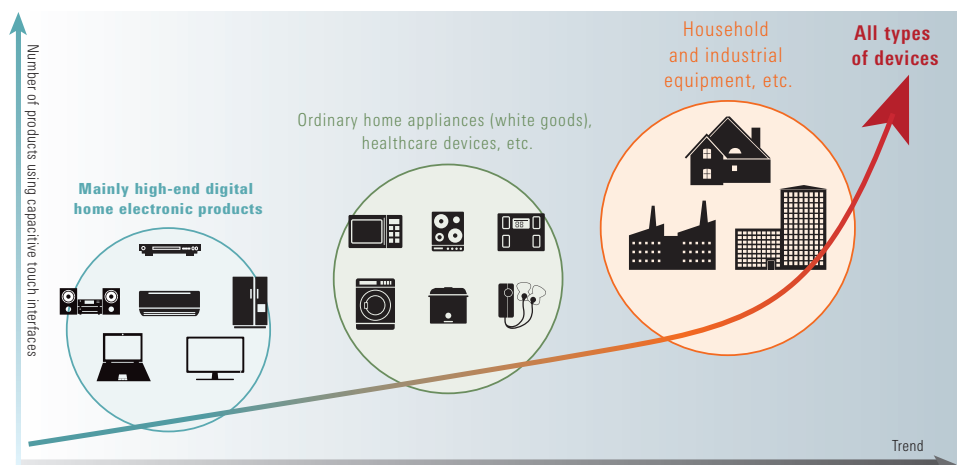 Number of products using capacitive touch interfaces
Mainly high-end digital
home electronic products
Ordinary home appliances (white goods),
healthcare devices, etc.
Household
and industrial
equipment, etc.
All types
of devices
88
Trend